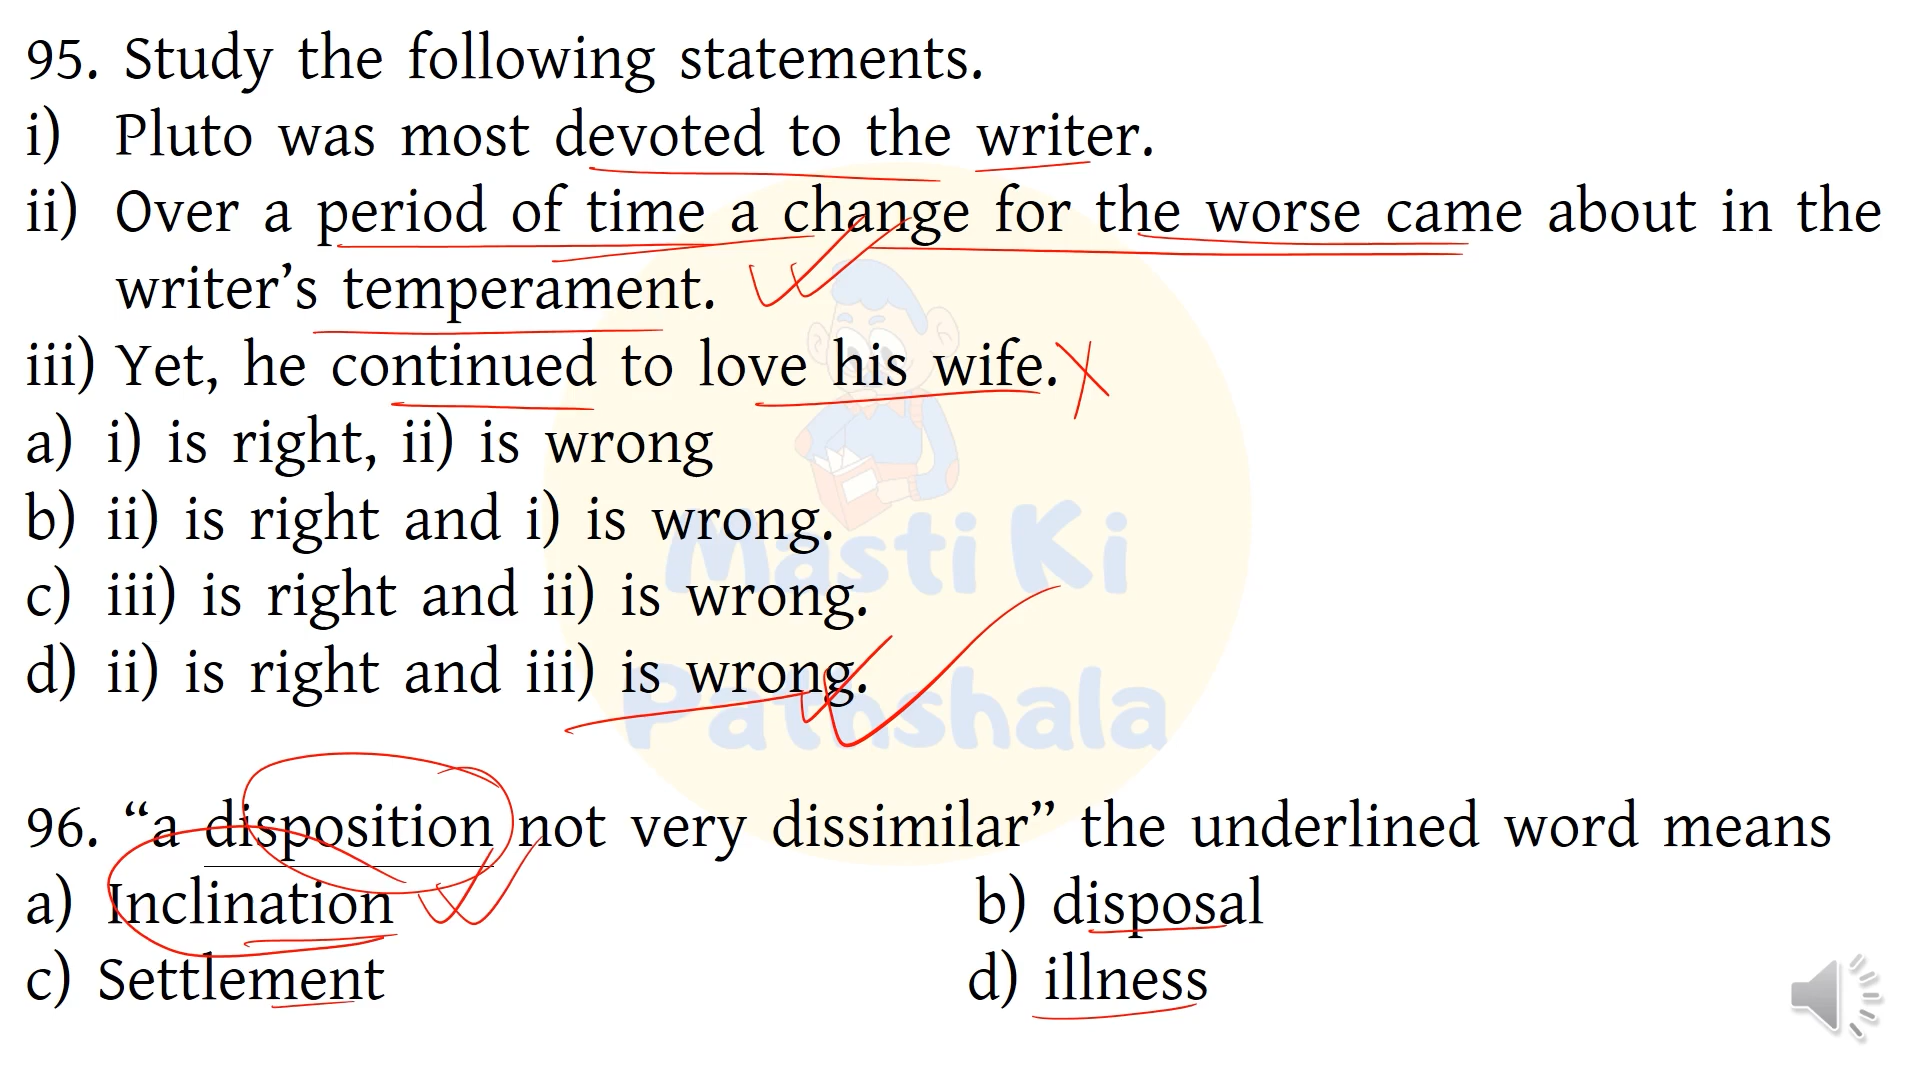 95. Study the following statements.
i) Pluto was most devoted to the writer.
ii) Over a period of time a change for the worse came about in the
writer’s temperament.
iii) Yet, he continued to love his wife.
a) i) is right, ii) is wrong
b) ii) is right and i) is wrong.
c) iii) is right and ii) is wrong.
d) ii) is right and iii) is wrong.
Masti Ki
Pathshala
96. “a disposition not very dissimilar” the underlined word means
a) Inclination b) disposal
c) Settlement d) illness